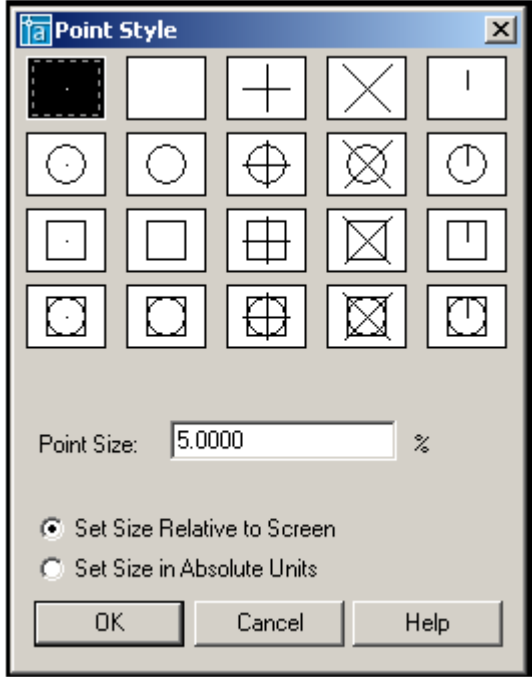 Point Style
Point Size: 5.0000 %
Set Size Relative to Screen
Set Size in Absolute Units
OK Cancel Help